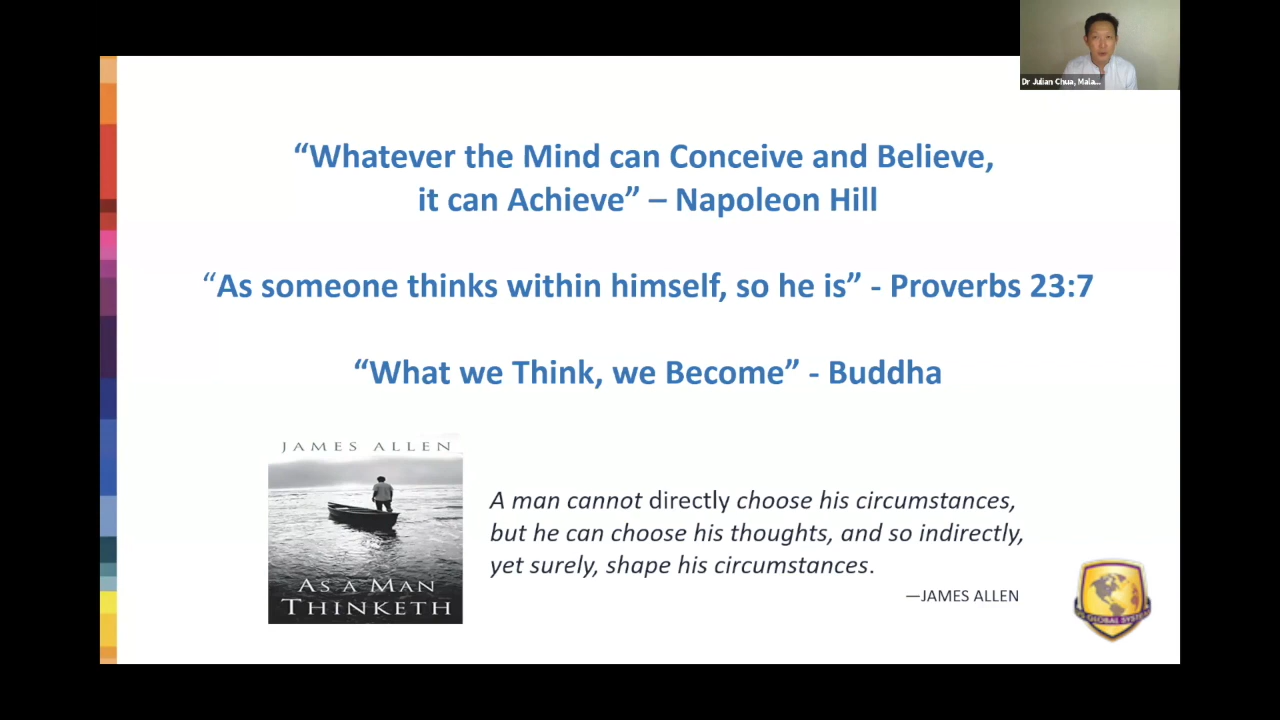 Dr Julian Chua, Mala...
“Whatever the Mind can Conceive and Believe,
it can Achieve” – Napoleon Hill
“As someone thinks within himself, so he is” - Proverbs 23:7
“What we Think, we Become” - Buddha
JAMES ALLEN
AS A MAN
THINKETH
A man cannot directly choose his circumstances,
but he can choose his thoughts, and so indirectly,
yet surely, shape his circumstances.
—JAMES ALLEN
GLOBAL